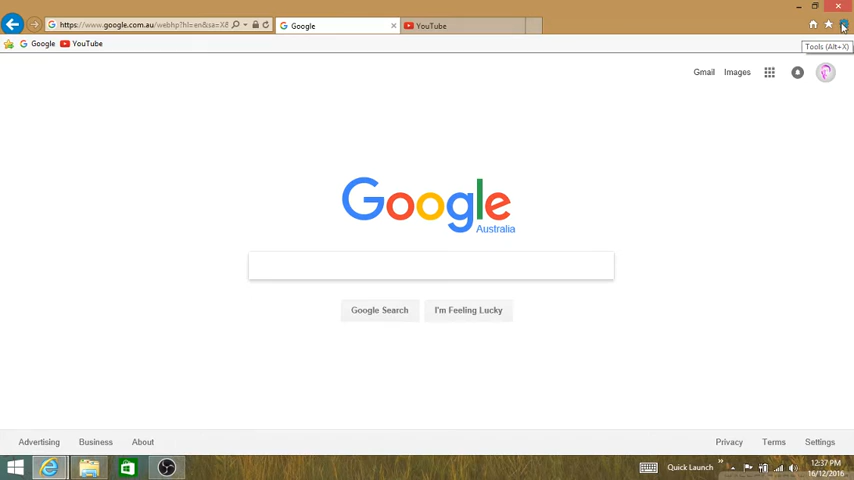 https://www.google.com.au/webhp?hl=en&sa=X&
Google
YouTube
Tools (Alt+X)
Google
YouTube
Gmail
Images
Google
Australia
Google Search
I'm Feeling Lucky
Advertising
Business
About
Privacy
Terms
Settings
Quick Launch
12:37 PM
16/12/2016